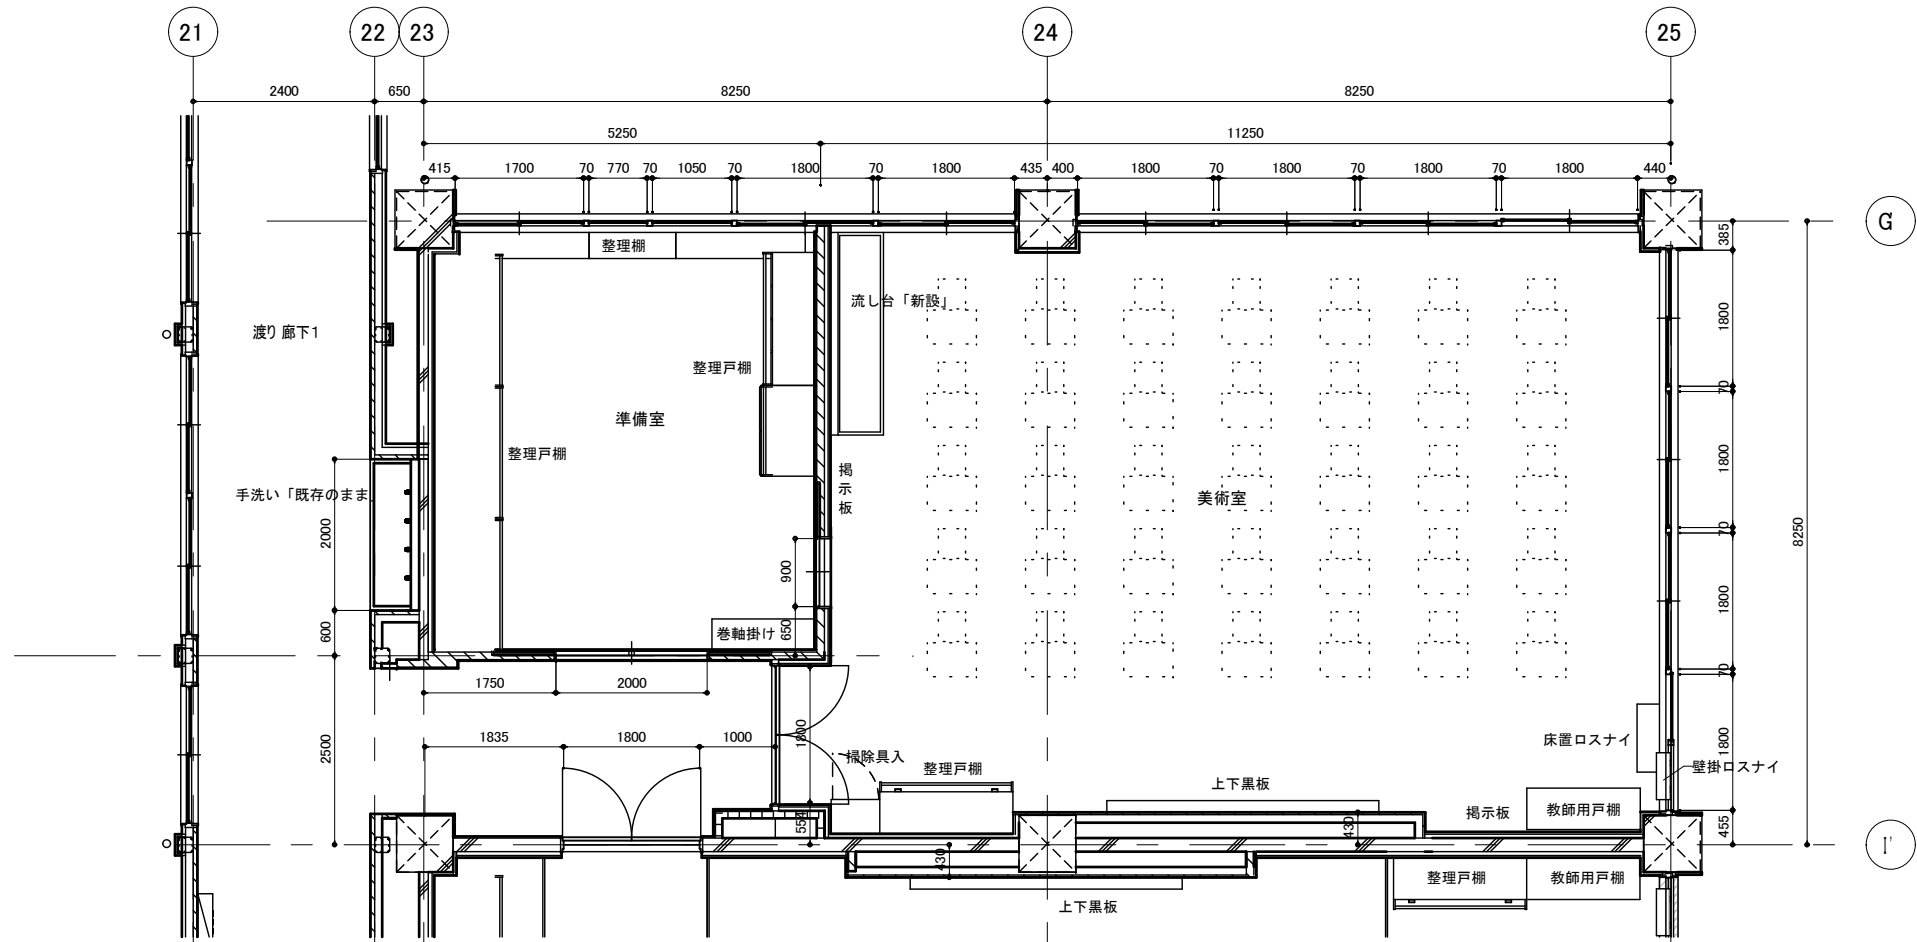 21
22
23
24
25
2400
650
8250
8250
5250
11250
415
1700
70
770
70
1050
70
1800
70
1800
435
400
1800
70
1800
70
1800
70
1800
440
G
385
整理棚
流し台「新設」
渡り廊下1
1800
整理戸棚
70
準備室
整理戸棚
掲示板
1800
手洗い「既存のまま
美術室
2000
70
8250
900
1800
600
650
巻軸掛け
70
1750
2000
2500
1835
1800
1000
1800
掃除具入
整理戸棚
上下黒板
床置ロスナイ
1800
壁掛ロスナイ
掲示板
教師用戸棚
554
430
455
430
整理戸棚
教師用戸棚
上下黒板